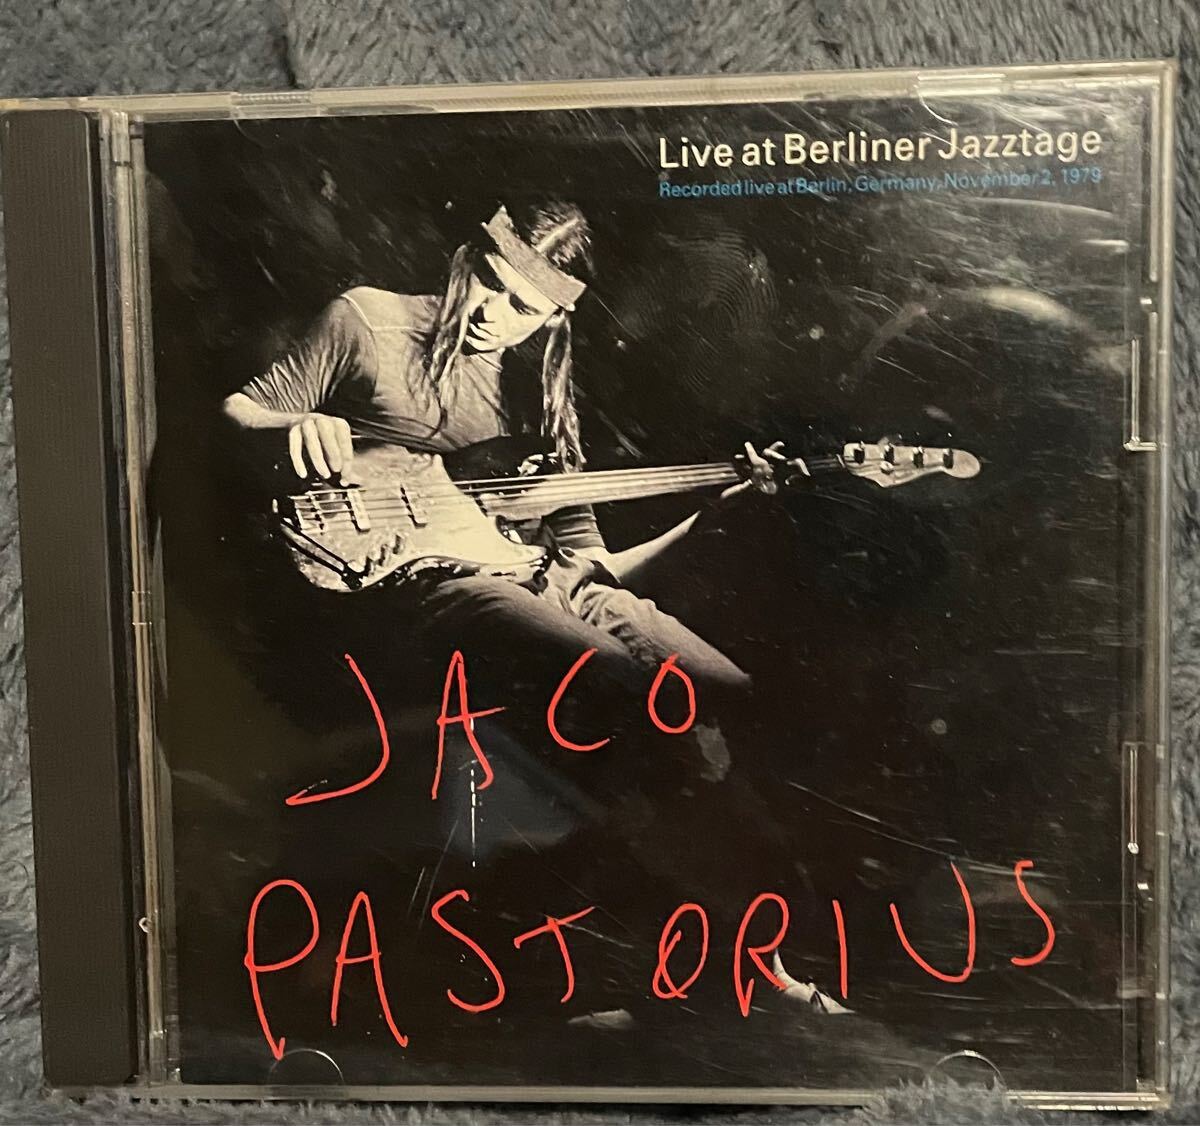 Live at Berliner Jazztage
Recorded live at Berlin, Germany, November 2, 1979
JACO
PASTORIUS